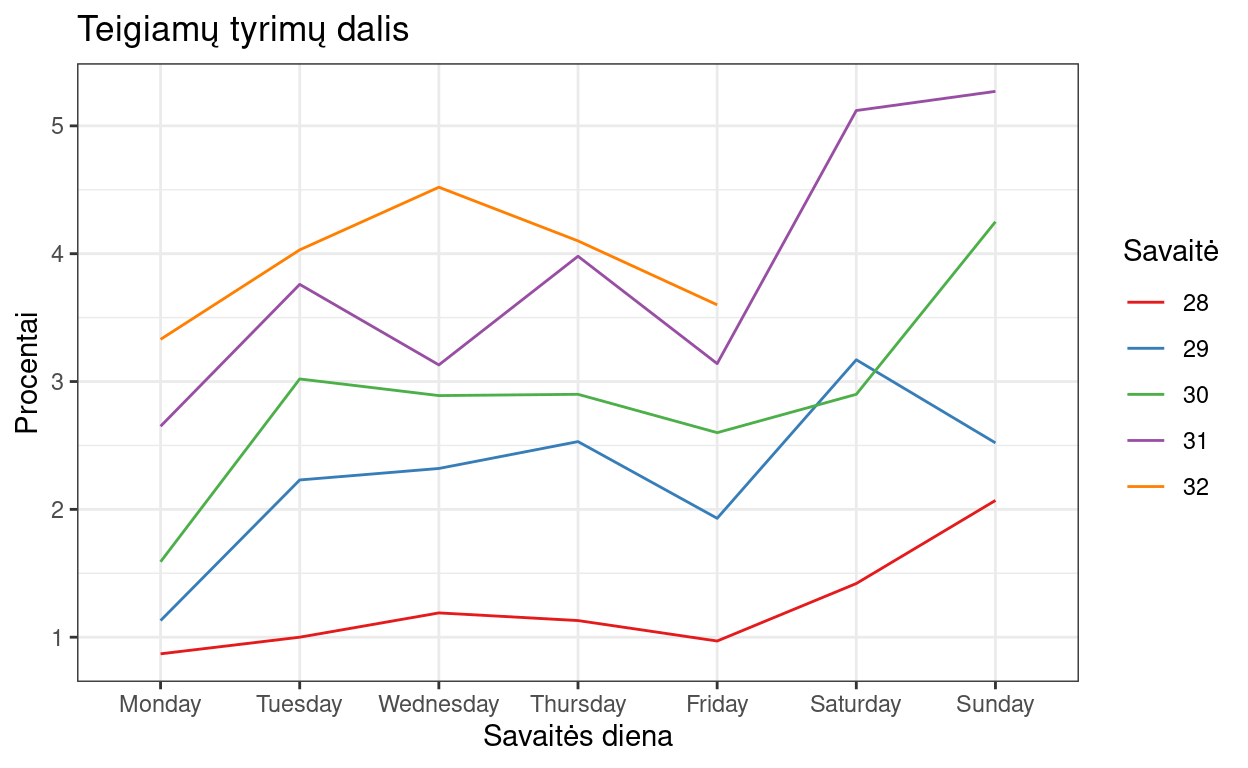 Teigiamų tyrimų dalis
Procentai
5
4
3
2
1
Monday Tuesday Wednesday Thursday Friday Saturday Sunday
Savaitės diena
Savaitė
28
29
30
31
32